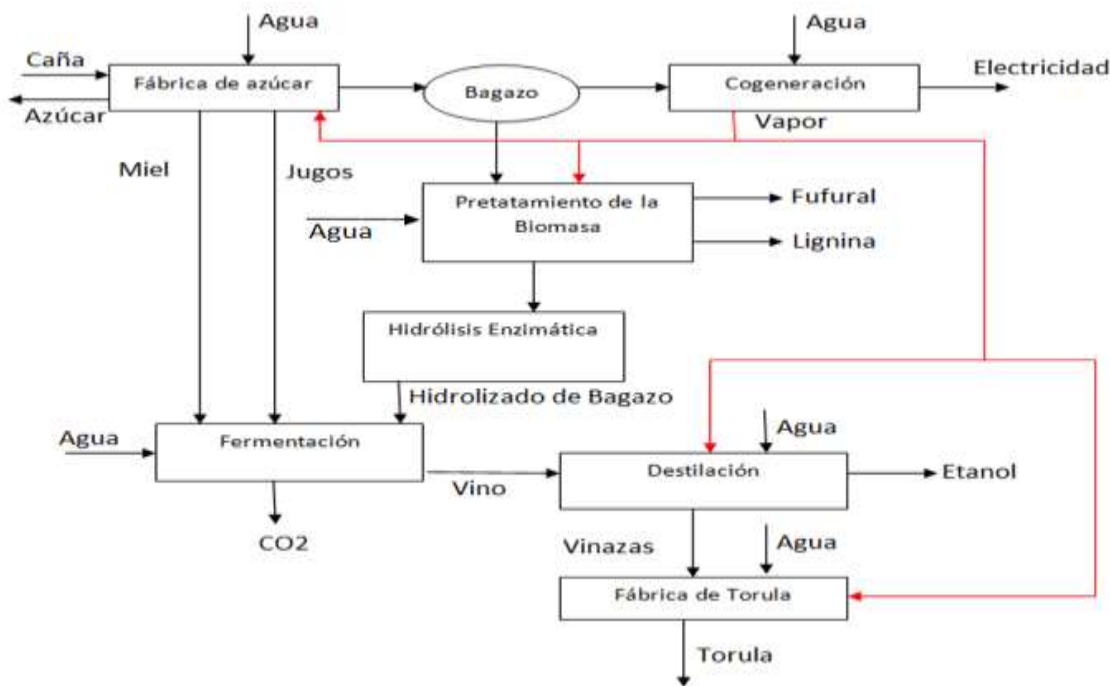 Agua
Agua
Caña
Fábrica de azúcar
Bagazo
Cogeneración
Electricidad
Azúcar
Vapor
Miel
Jugos
Pretatamiento de la
Biomasa
Fufural
Agua
Lignina
Hidrólisis Enzimática
Hidrolizado de Bagazo
Agua
Fermentación
Agua
Destilación
Etanol
Vino
CO2
Vinazas
Agua
Fábrica de Torula
Torula